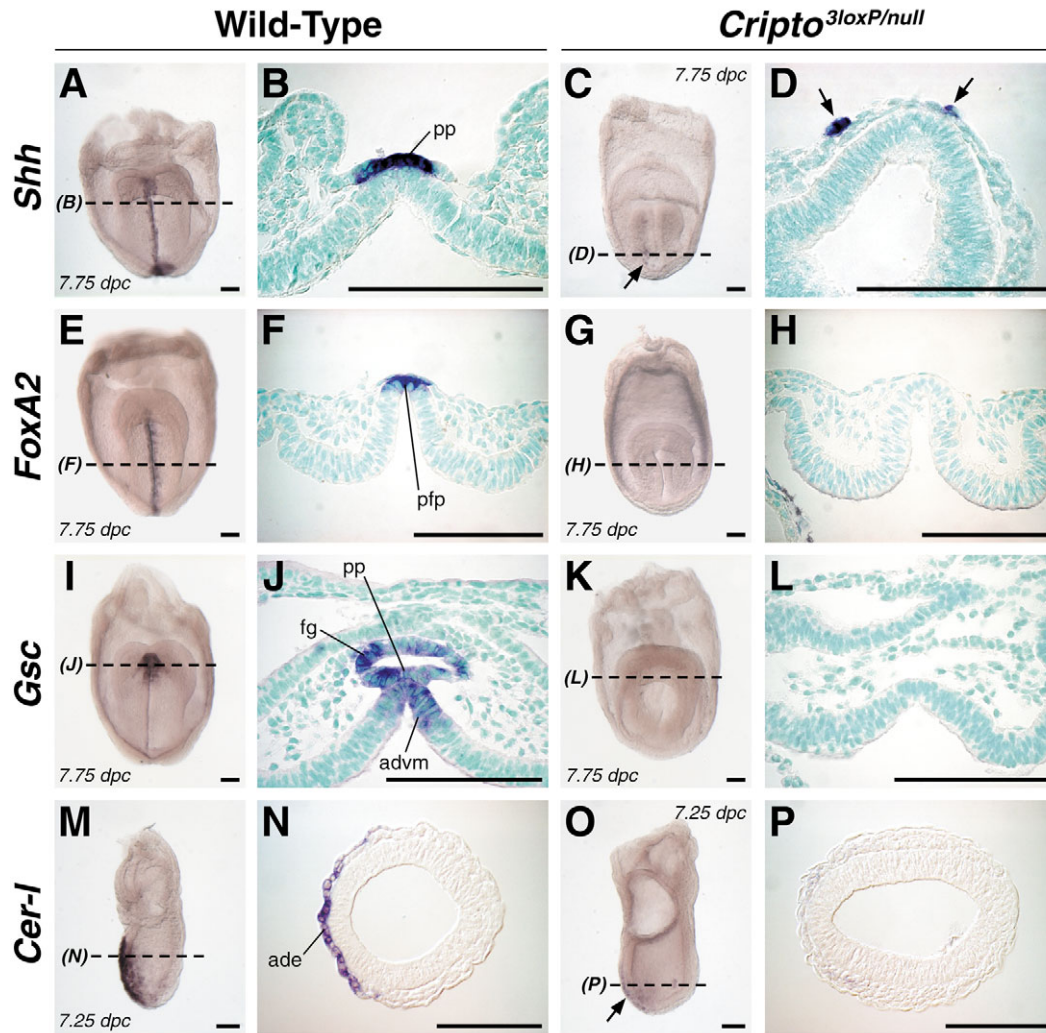 Wild-Type
Cripto3loxP/null
Shh
A
(B)
7.75 dpc
B
pp
C
7.75 dpc
(D)
D
FoxA2
E
(F)
7.75 dpc
F
pfp
G
(H)
7.75 dpc
H
Gsc
I
(J)
7.75 dpc
J
pp
fg
advm
K
(L)
7.75 dpc
L
Cer-l
M
(N)
7.25 dpc
N
ade
O
7.25 dpc
(P)
P